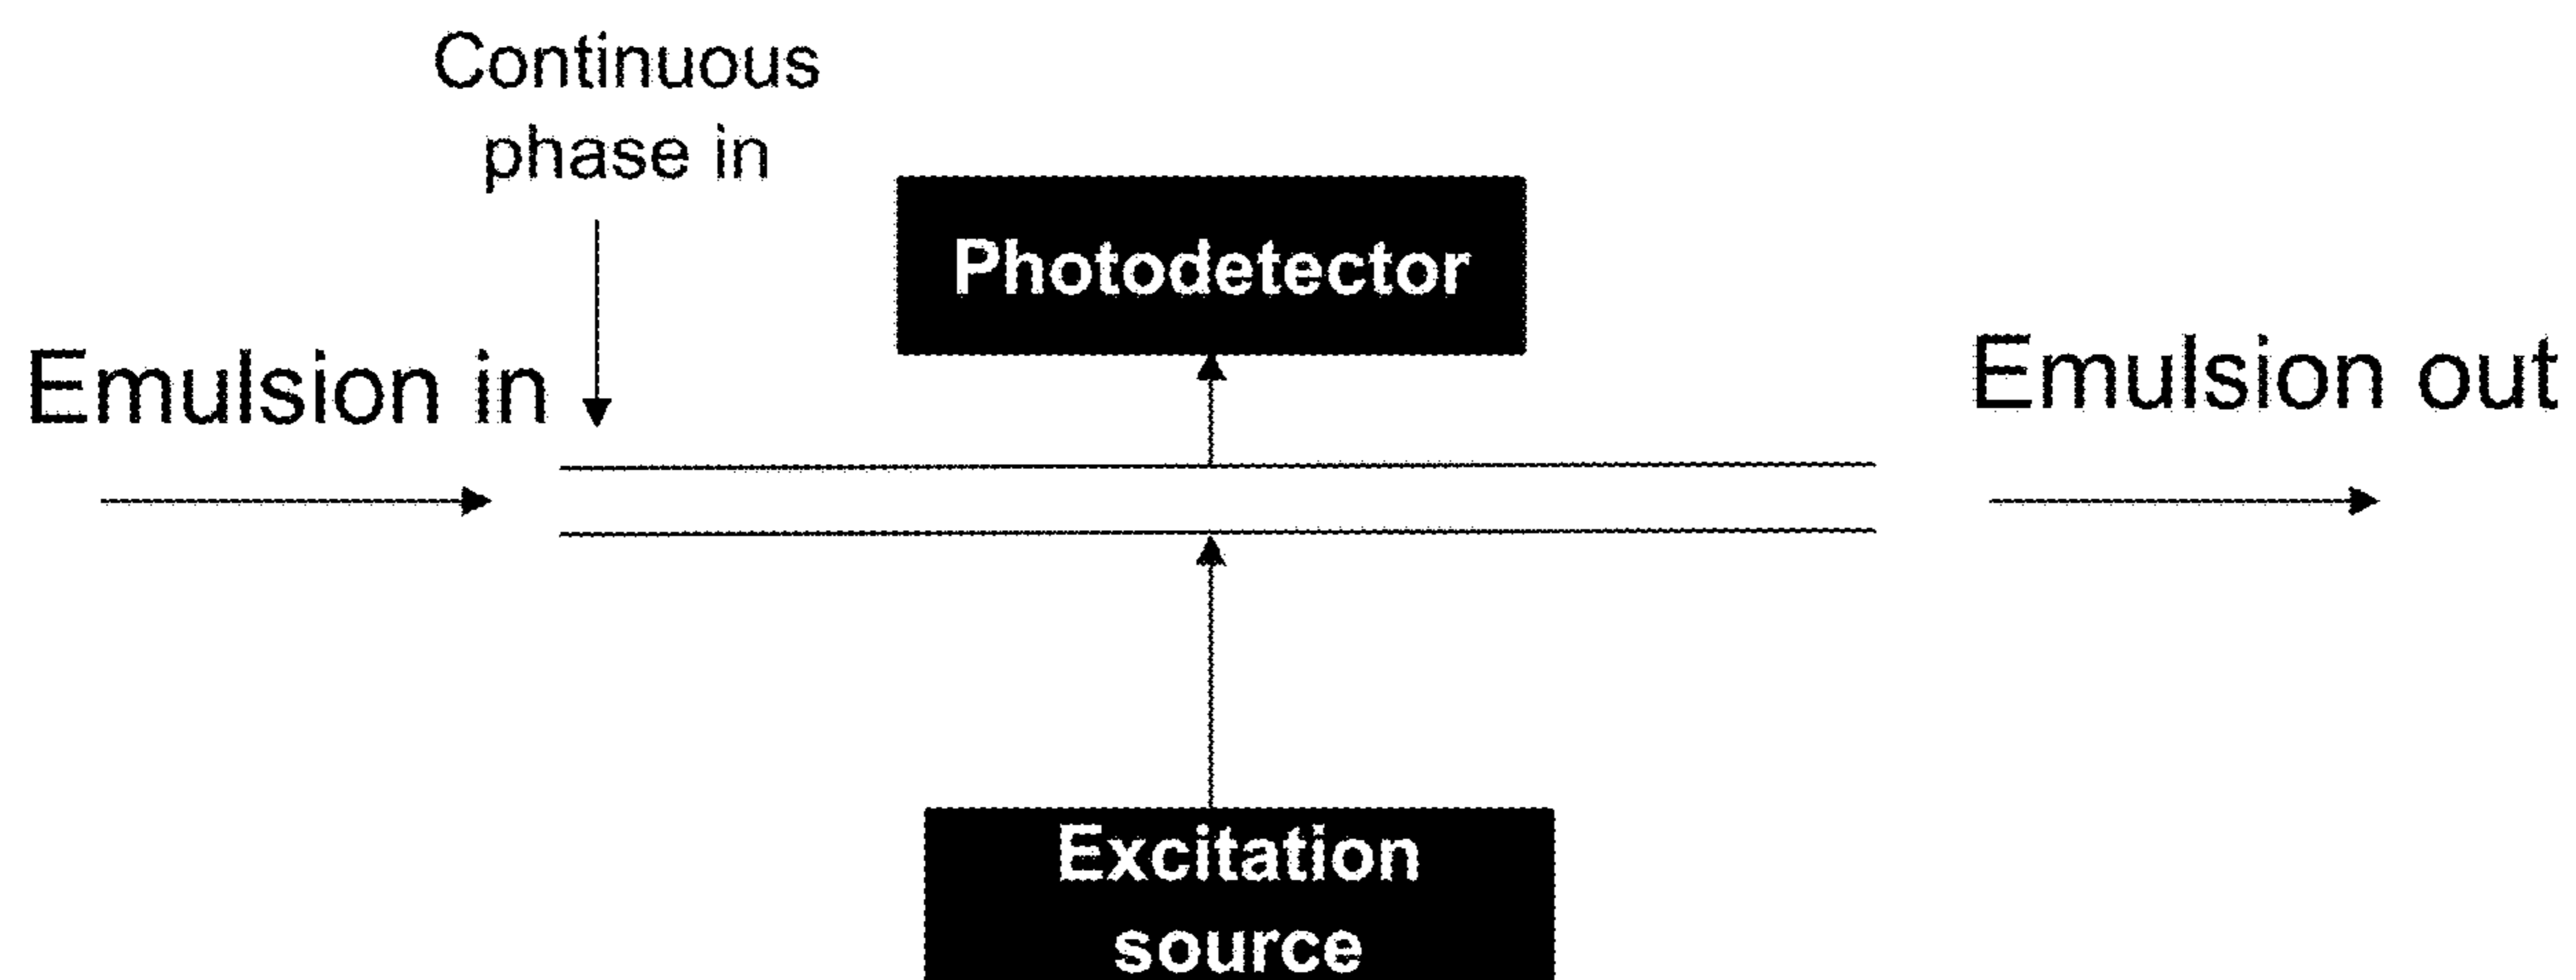 Continuous
phase in
Photodetector
Emulsion in
Emulsion out
Excitation
source